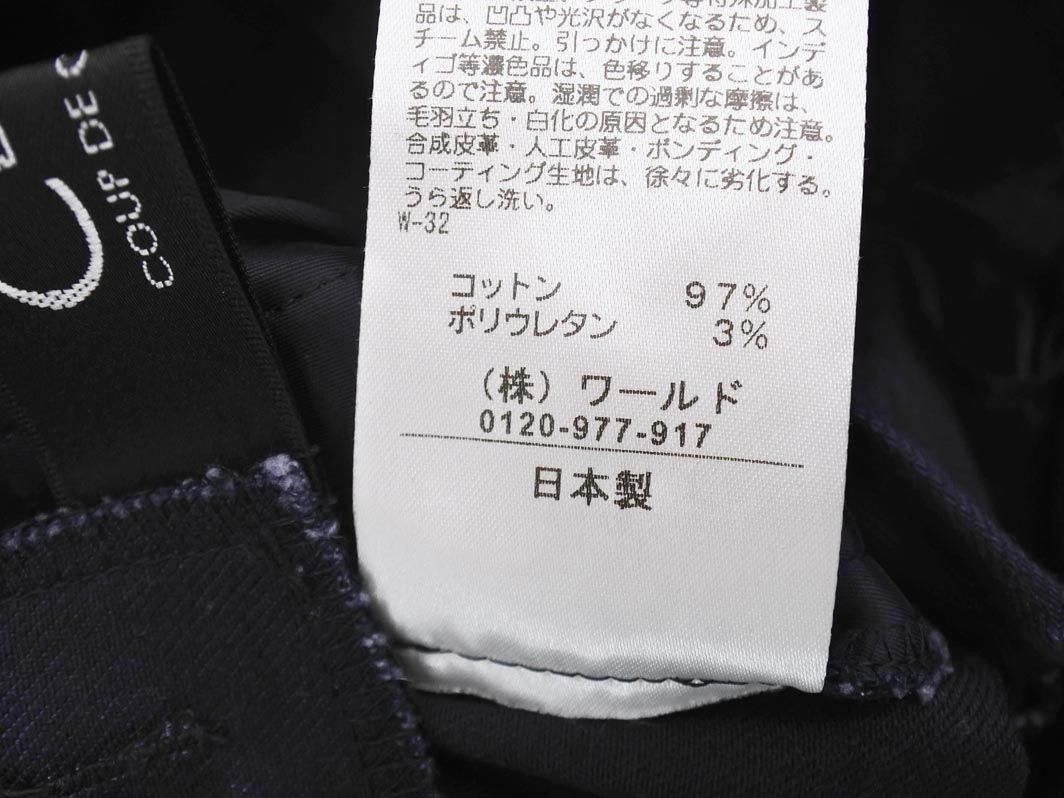 COUP DE C
品は、凹凸や光沢がなくなるため、ス
チーム禁止。引っかけに注意。インデ
ィゴ等濃色品は、色移りすることがあ
るので注意。湿潤での過剰な摩擦は、
毛羽立ち・白化の原因となるため注意。
合成皮革・人工皮革・ボンディング・
コーティング生地は、徐々に劣化する。
うら返し洗い。
W-32
コットン 97%
ポリウレタン 3%
(株) ワールド
0120-977-917
日本製